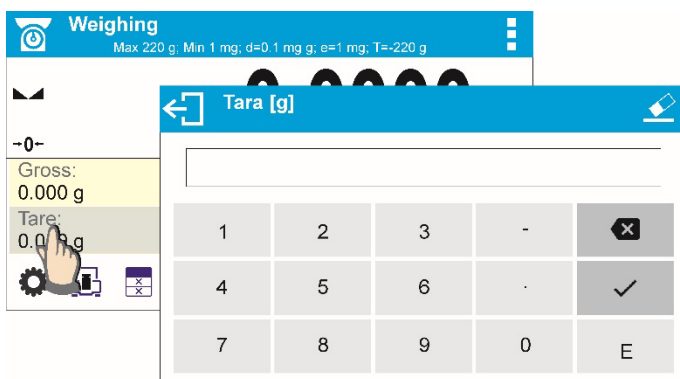 Weighing
Max 220 g; Min 1 mg; d=0.1 mg g; e=1 mg; T=-220 g
Tara [g]
→0←
Gross:
0.000 g
Tare:
1 2 3 -
4 5 6 .
7 8 9 0 E